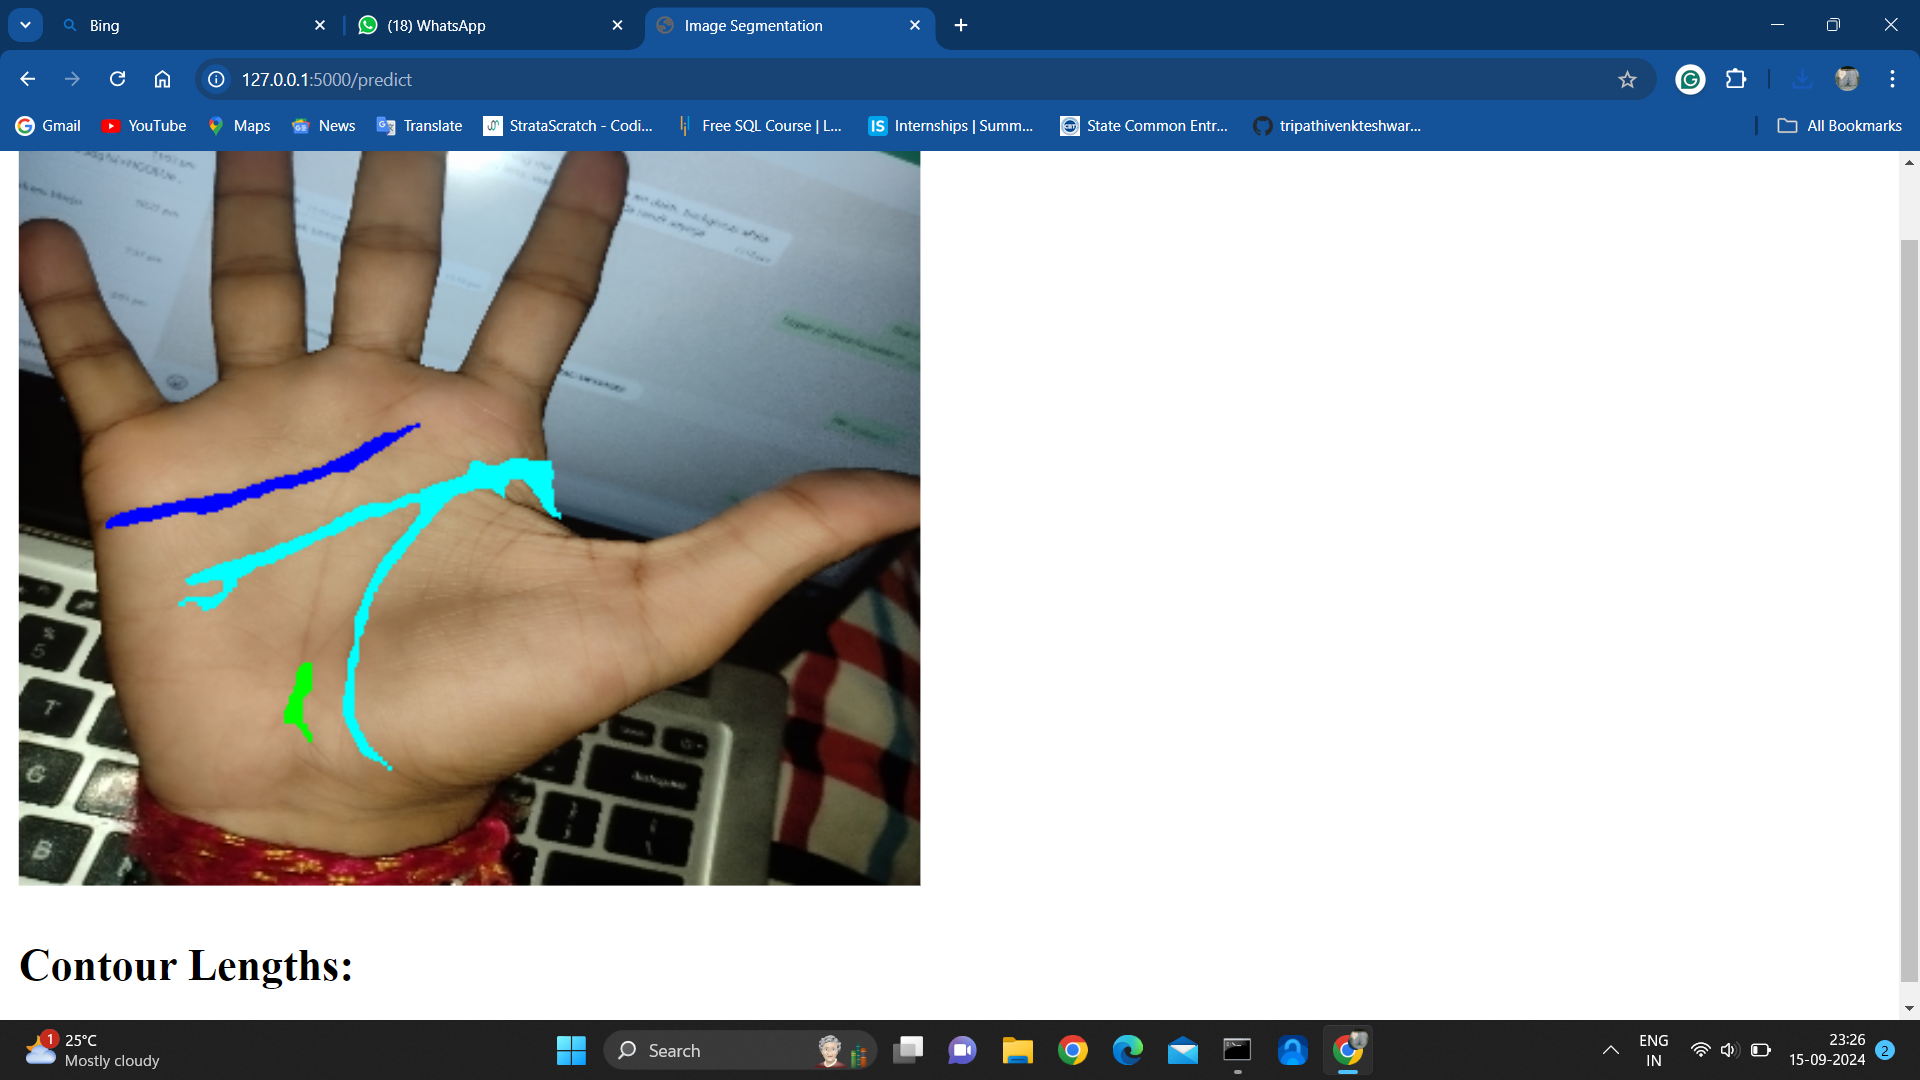 Bing
(18) WhatsApp
Image Segmentation
127.0.0.1:5000/predict
Gmail
YouTube
Maps
News
Translate
StrataScratch - Codi...
Free SQL Course | L...
Internships | Summ...
State Common Entr...
tripathivenkteshwar...
All Bookmarks
%
5
T
G
B
Contour Lengths:
1
25°C
Mostly cloudy
Search
ENG
IN
23:26
15-09-2024
2